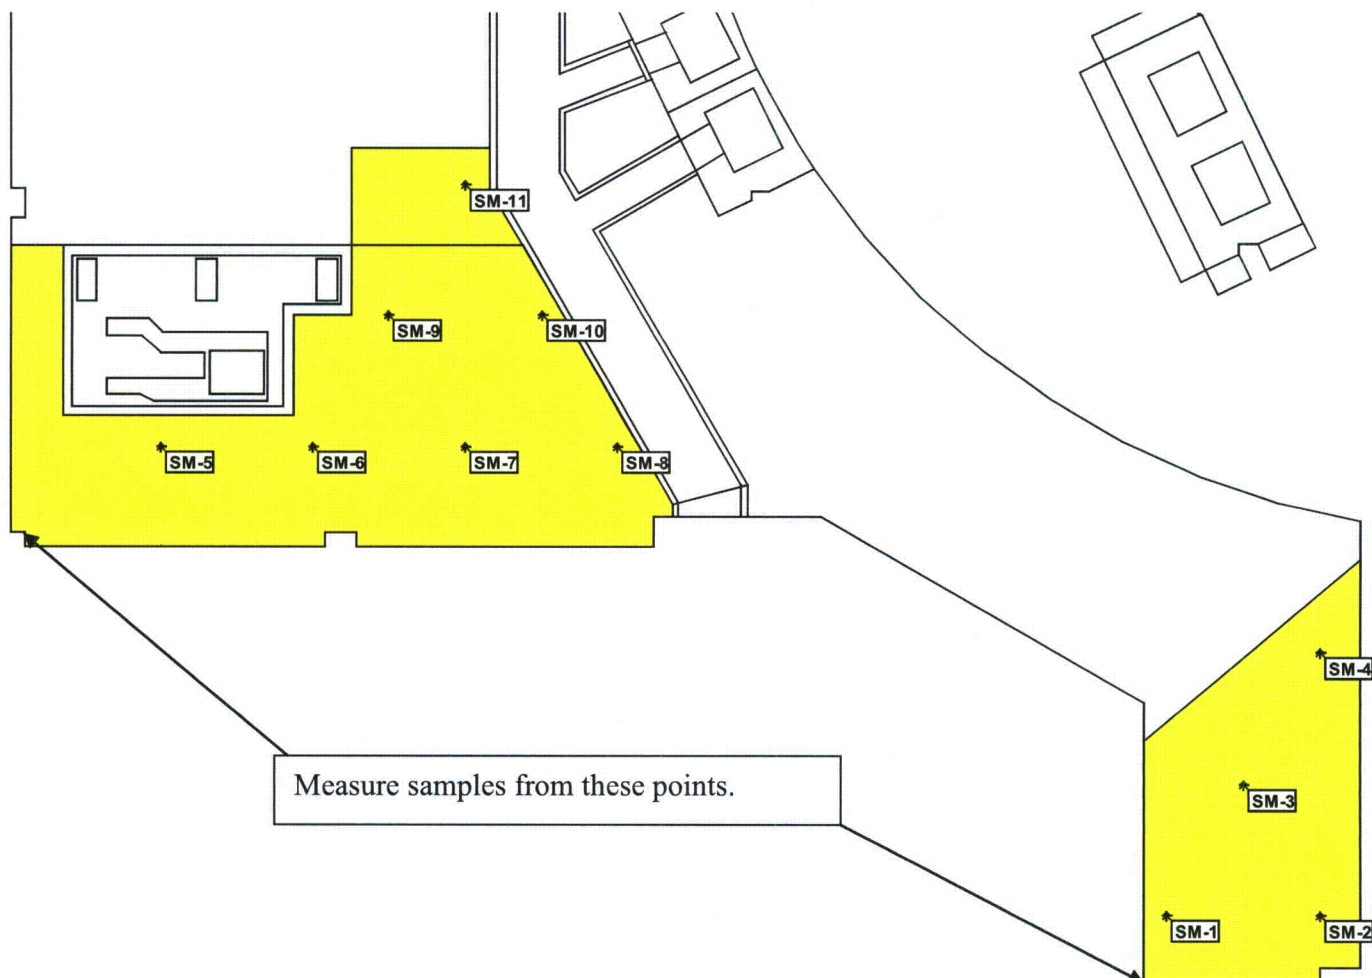 SM-11
SM-9
SM-10
SM-5
SM-6
SM-7
SM-8
SM-4
Measure samples from these points.
SM-3
SM-1
SM-2